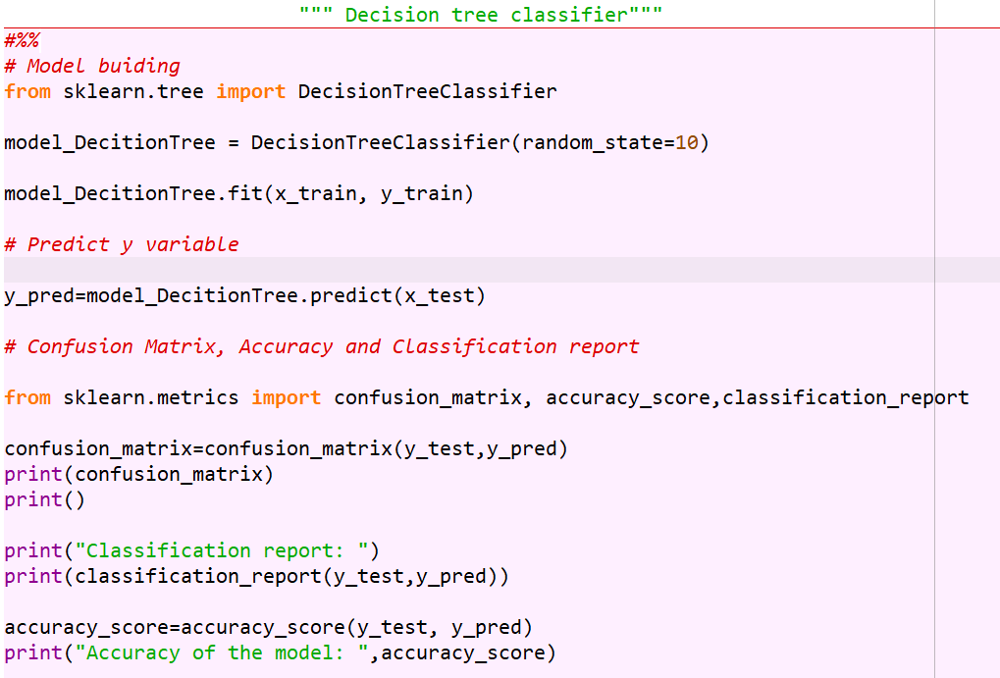 """ Decision tree classifier"""
#%%
# Model buiding
from sklearn.tree import DecisionTreeClassifier
model_DecitionTree = DecisionTreeClassifier(random_state=10)
model_DecitionTree.fit(x_train, y_train)
# Predict y variable
y_pred=model_DecitionTree.predict(x_test)
# Confusion Matrix, Accuracy and Classification report
from sklearn.metrics import confusion_matrix, accuracy_score,classification_report
confusion_matrix=confusion_matrix(y_test,y_pred)
print(confusion_matrix)
print()
print("Classification report: ")
print(classification_report(y_test,y_pred))
accuracy_score=accuracy_score(y_test, y_pred)
print("Accuracy of the model: ",accuracy_score)